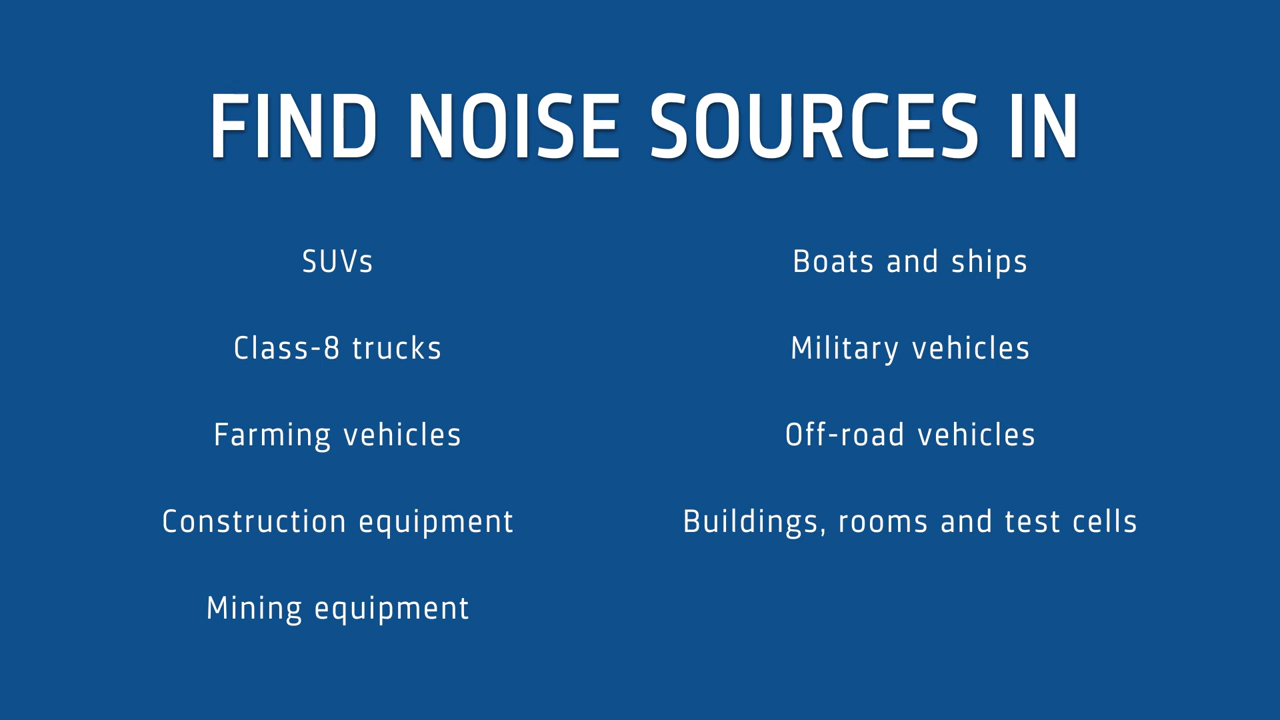 FIND NOISE SOURCES IN
SUVs
Class-8 trucks
Farming vehicles
Construction equipment
Mining equipment
Boats and ships
Military vehicles
Off-road vehicles
Buildings, rooms and test cells